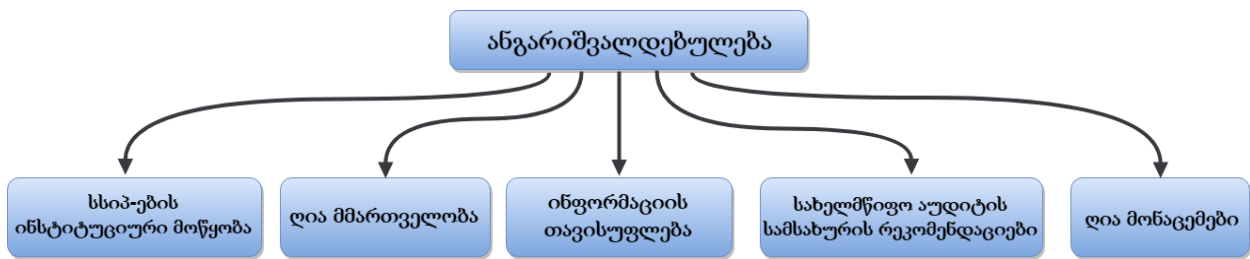 ანგარიშვალდებულება
სსიპ-ების
ინსტიტუციური მოწყობა
ღია მმართველობა
ინფორმაციის
თავისუფლება
სახელმწიფო აუდიტის
სამსახურის რეკომენდაციები
ღია მონაცემები